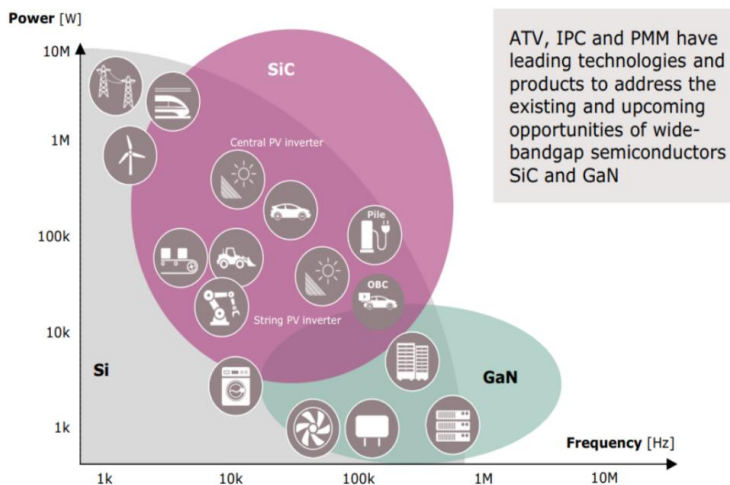 Power [W]
10M
1M
100k
10k
1k
SiC
Central PV inverter
Pile
OBC
String PV inverter
Si
GaN
Frequency [Hz]
1k
10k
100k
1M
10M
ATV, IPC and PMM have
leading technologies and
products to address the
existing and upcoming
opportunities of wide-
bandgap semiconductors
SiC and GaN